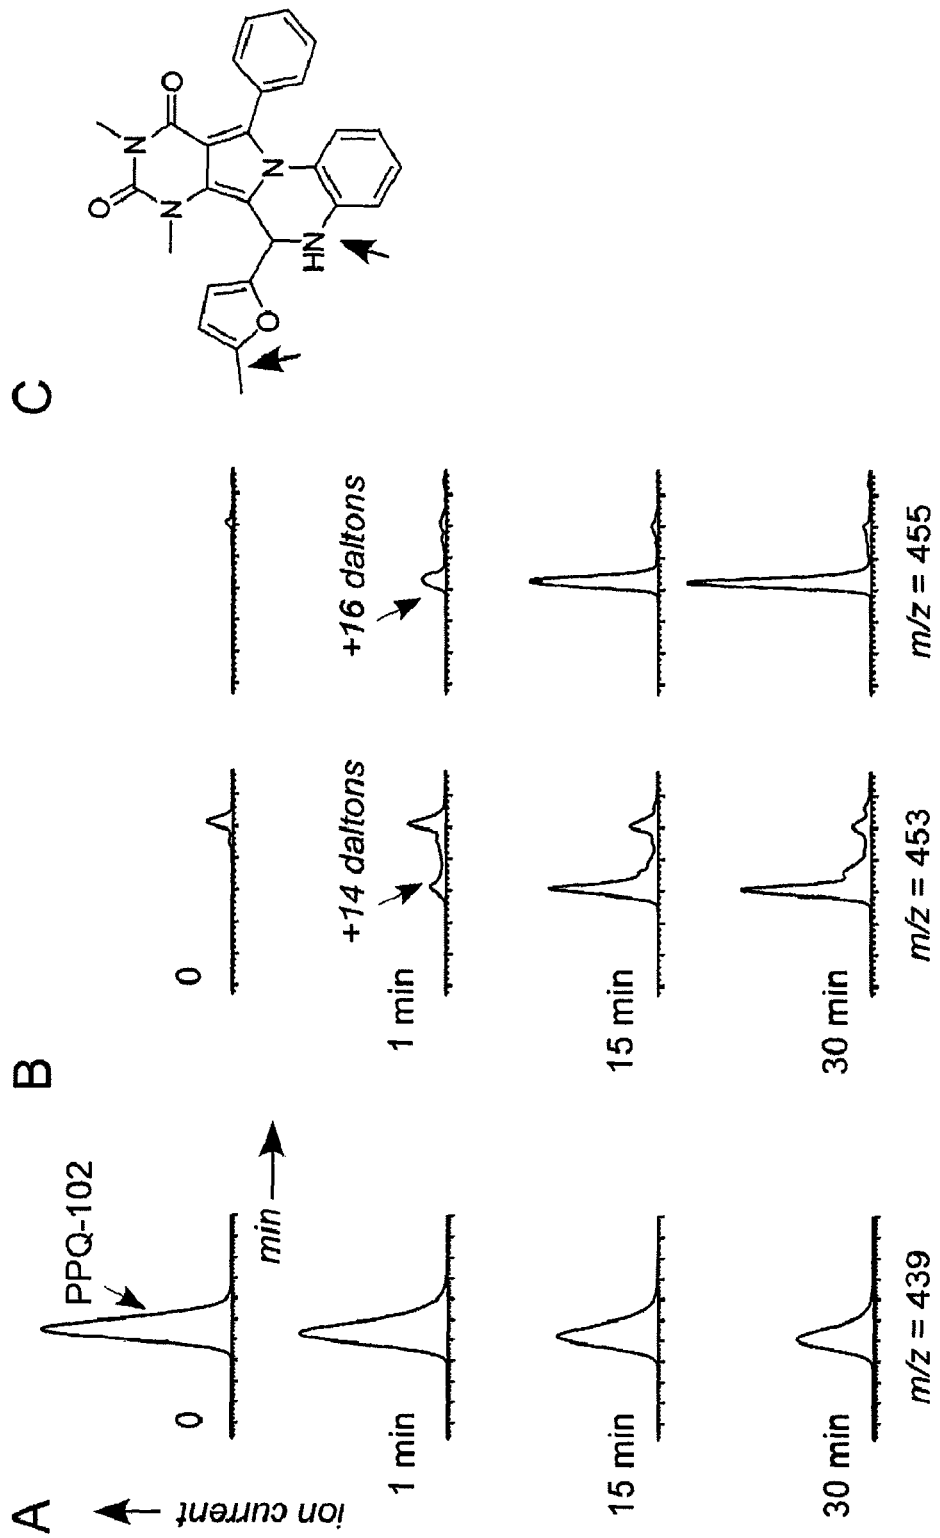 A
ion current
0
PPQ-102
min
1 min
15 min
30 min
m/z = 439
B
0
1 min
+14 daltons
+16 daltons
15 min
30 min
m/z = 453
m/z = 455
C
O
N
O
N
N
HN
O